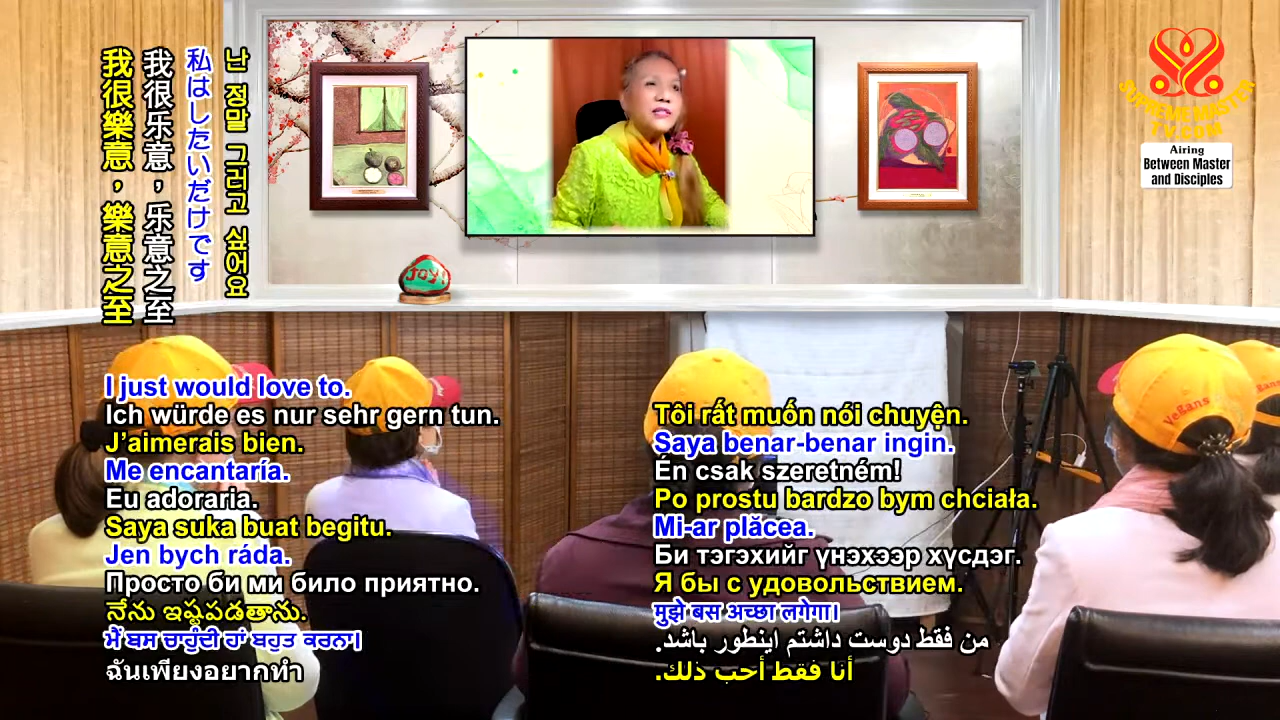 我很樂意，樂意之至
我很乐意，乐意之至
私はしたいだけです
난 정말 그러고 싶어요
SUPREME MASTER
TV.COM
Airing
Between Master
and Disciples
Joy!
VeGans
Vegans
I just would love to.
Ich würde es nur sehr gern tun.
J’aimerais bien.
Me encantaría.
Eu adoraria.
Saya suka buat begitu.
Jen bych ráda.
Просто би ми било приятно.
ನೇನು ಇಷ್ಟಪಡತಾನು.
ਮੈਂ ਬਸ ਚਾਹੁੰਦੀ ਹਾਂ ਬਹੁਤ ਕਰਨਾ।
ฉันเพียงอยากทำ
Tôi rất muốn nói chuyện.
Saya benar-benar ingin.
Én csak szeretném!
Po prostu bardzo bym chciała.
Mi-ar plăcea.
Би тэгэхийг үнэхээр хүсдэг.
Я бы с удовольствием.
मुझे बस अच्छा लगेगा।
من فقط دوست داشتم اینطور باشد.
أنا فقط أحب ذلك.